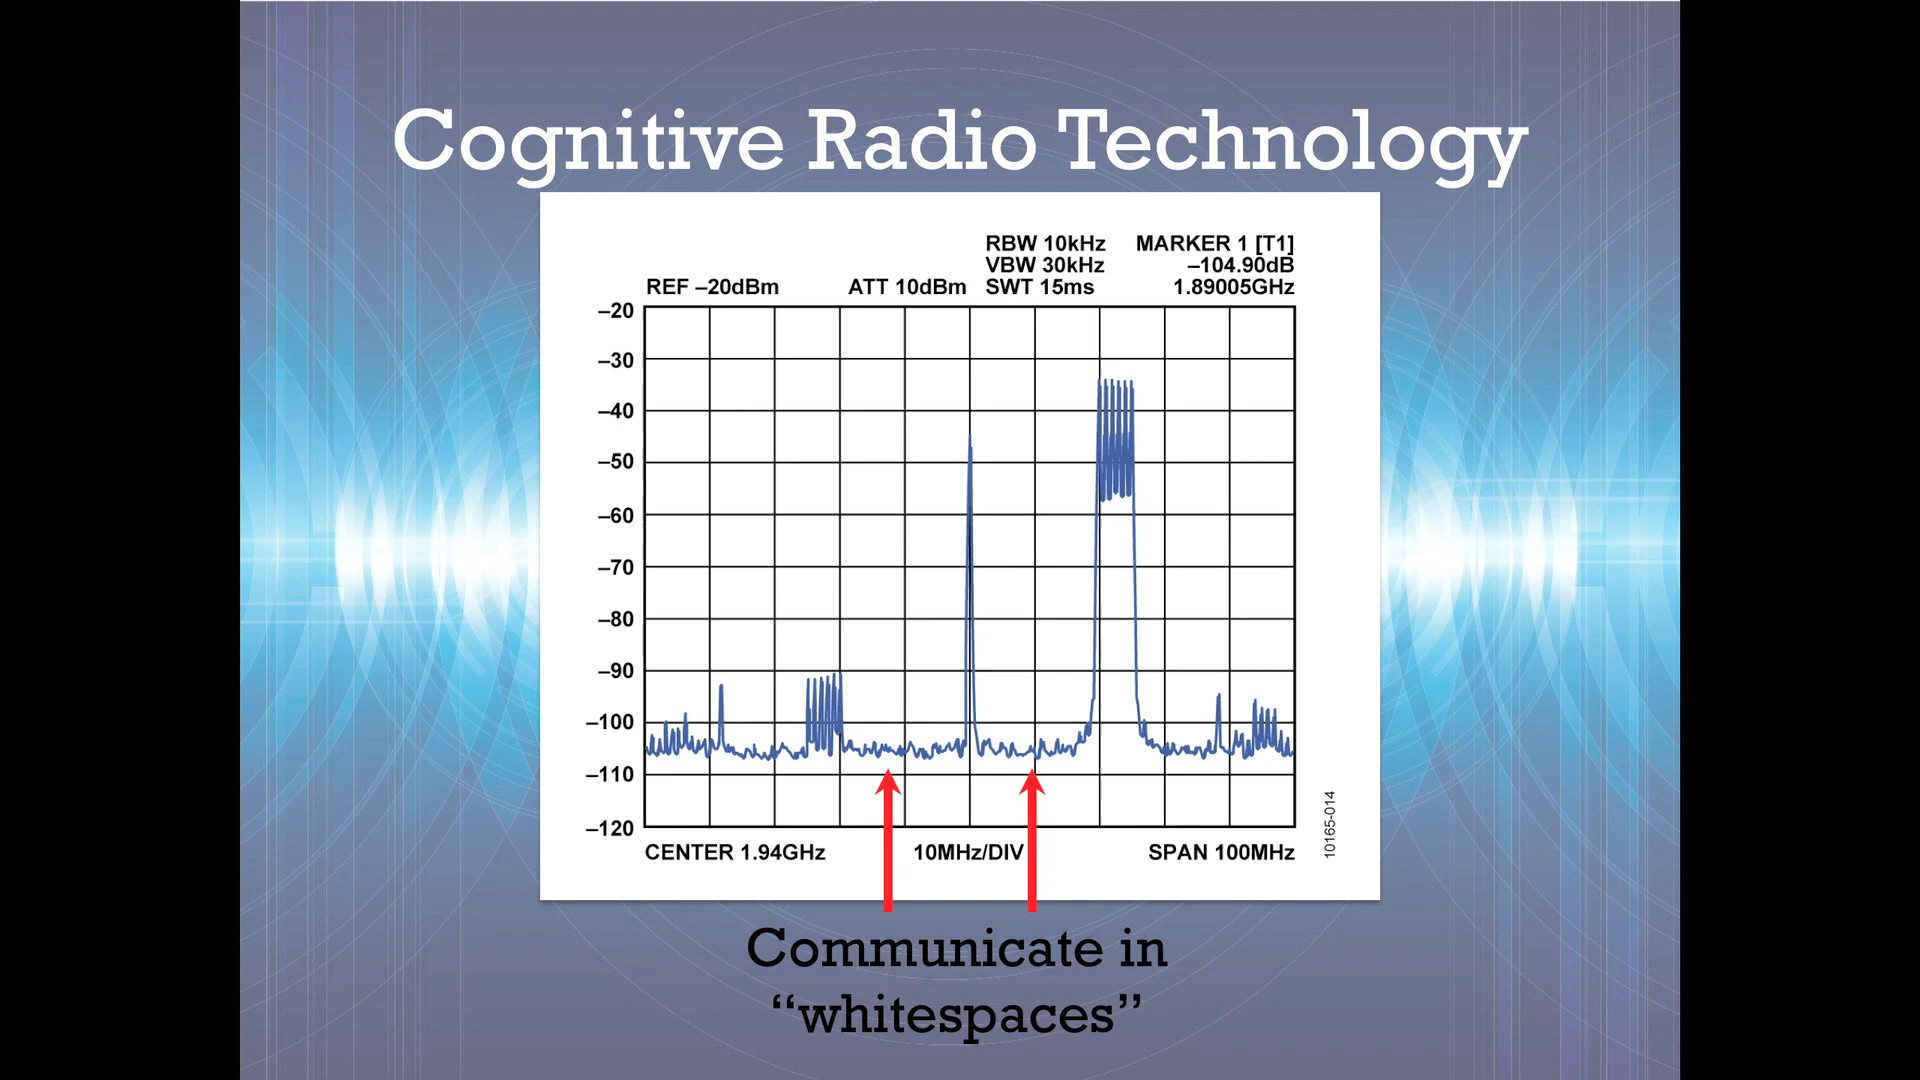 Cognitive Radio Technology
RBW 10kHz MARKER 1 [T1]
VBW 30kHz –104.90dB
REF –20dBm ATT 10dBm SWT 15ms 1.89005GHz
–20
–30
–40
–50
–60
–70
–80
–90
–100
–110
–120
CENTER 1.94GHz 10MHz/DIV SPAN 100MHz
10165-014
Communicate in
“whitespaces”